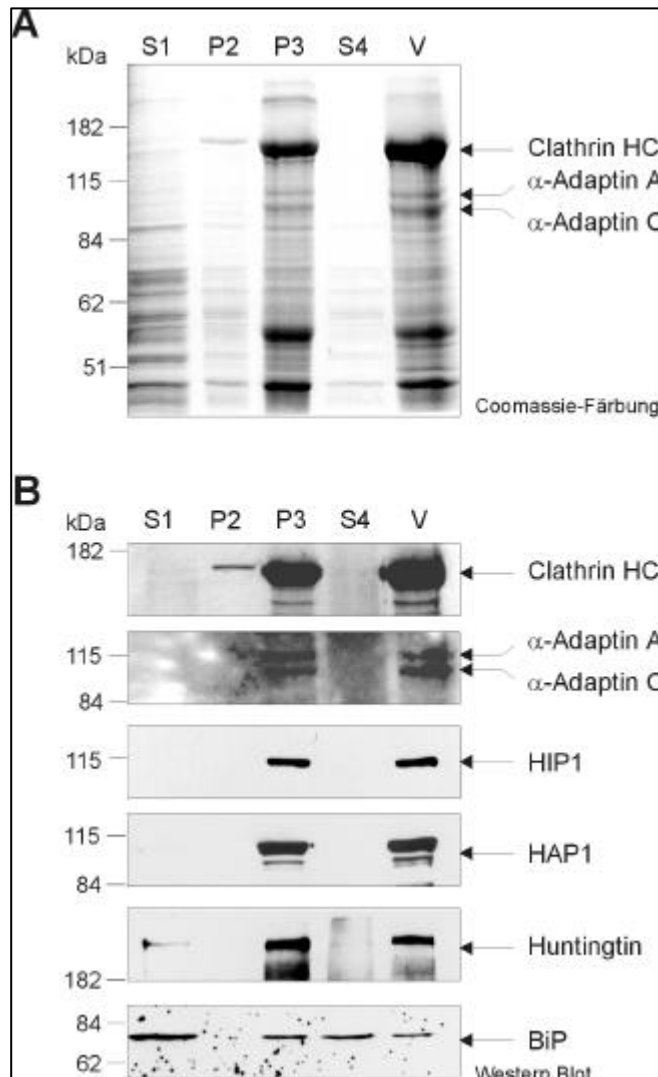 A
kDa S1 P2 P3 S4 V
182
Clathrin HC
115
α-Adaptin A
α-Adaptin C
84
62
51
Coomassie-Färbung
B
kDa S1 P2 P3 S4 V
182
Clathrin HC
α-Adaptin A
115
α-Adaptin C
84
115
HIP1
115
HAP1
84
Huntingtin
182
84
BiP
62
Western Blot